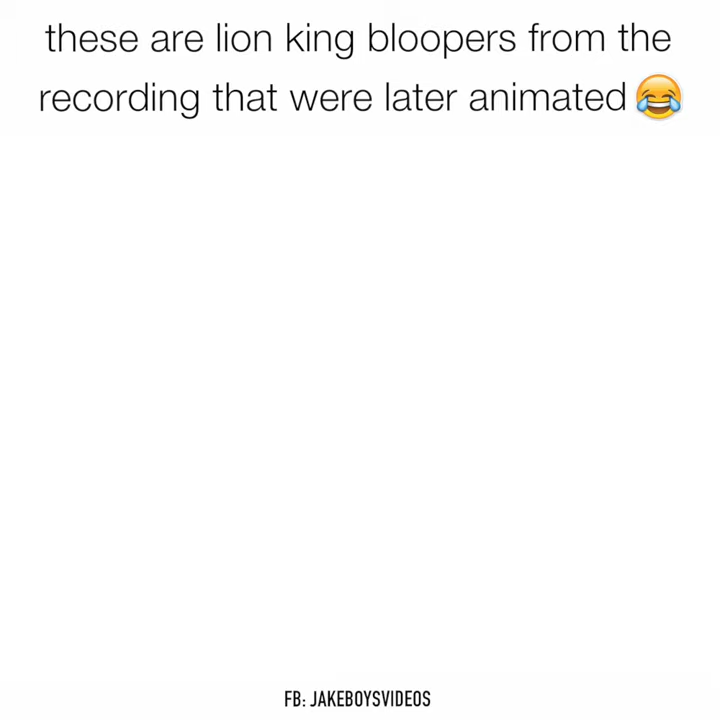 these are lion king bloopers from the
recording that were later animated 😂
FB: JAKEBOYSVIDEOS